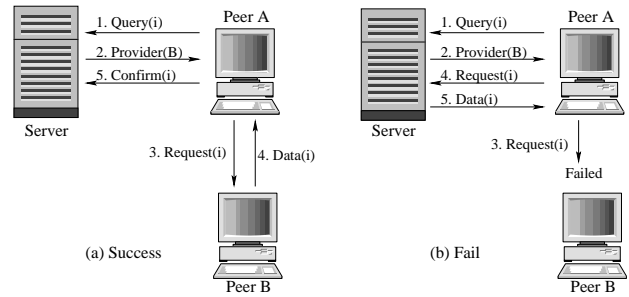 Peer A
1. Query(i)
2. Provider(B)
5. Confirm(i)
Server
3. Request(i)
4. Data(i)
(a) Success
Peer B
Peer A
1. Query(i)
2. Provider(B)
4. Request(i)
5. Data(i)
Server
3. Request(i)
Failed
(b) Fail
Peer B